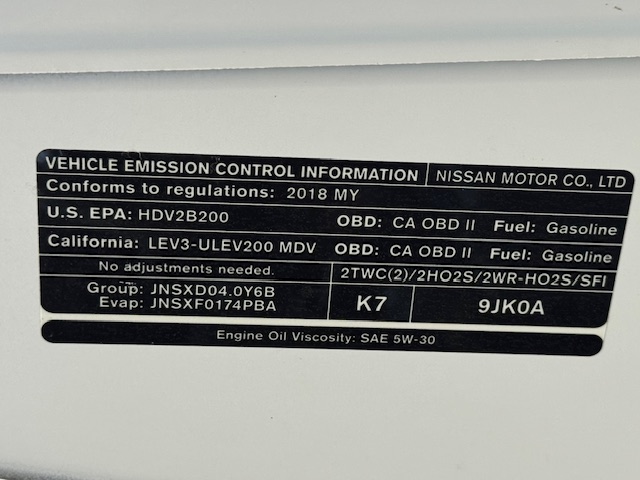 VEHICLE EMISSION CONTROL INFORMATION NISSAN MOTOR CO., LTD
Conforms to regulations: 2018 MY
U.S. EPA: HDV2B200 OBD: CA OBD II Fuel: Gasoline
California: LEV3-ULEV200 MDV OBD: CA OBD II Fuel: Gasoline
No adjustments needed. 2TWC(2)/2HO2S/2WR-HO2S/SFI
Group: JNSXD04.0Y6B
Evap: JNSXF0174PBA K7 9JK0A
Engine Oil Viscosity: SAE 5W-30